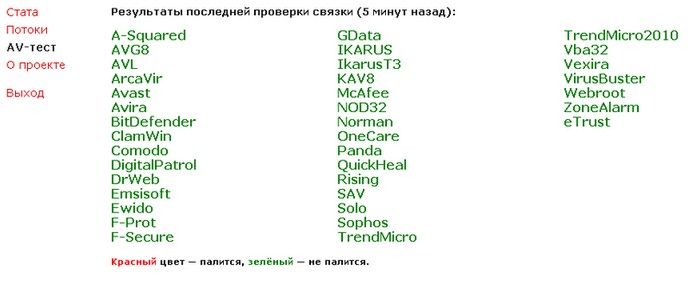 Стата
Потоки
AV-тест
О проекте
Выход
Результаты последней проверки связки (5 минут назад):
A-Squared
AVG8
AVL
ArcaVir
Avast
Avira
BitDefender
ClamWin
Comodo
DigitalPatrol
DrWeb
Emsisoft
Ewido
F-Prot
F-Secure
GData
IKARUS
IkarusT3
KAV8
McAfee
NOD32
Norman
OneCare
Panda
QuickHeal
Rising
SAV
Solo
Sophos
TrendMicro
TrendMicro2010
Vba32
Vexira
VirusBuster
Webroot
ZoneAlarm
eTrust
Красный цвет — палится, зелёный — не палится.